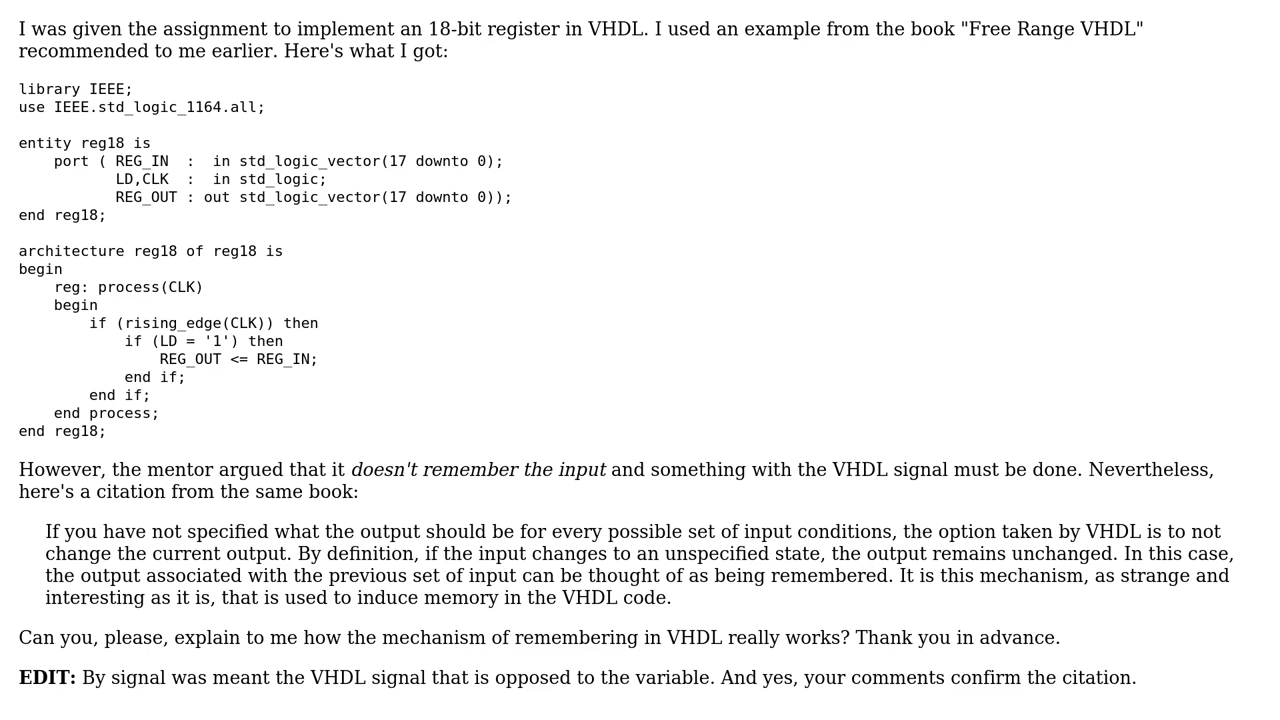 I was given the assignment to implement an 18-bit register in VHDL. I used an example from the book "Free Range VHDL"
recommended to me earlier. Here's what I got:
library IEEE;
use IEEE.std_logic_1164.all;
entity reg18 is
    port ( REG_IN  :  in std_logic_vector(17 downto 0);
           LD,CLK  :  in std_logic;
           REG_OUT : out std_logic_vector(17 downto 0));
end reg18;
architecture reg18 of reg18 is
begin
    reg: process(CLK)
    begin
        if (rising_edge(CLK)) then
            if (LD = '1') then
                REG_OUT <= REG_IN;
            end if;
        end if;
    end process;
end reg18;
However, the mentor argued that it doesn't remember the input and something with the VHDL signal must be done. Nevertheless,
here's a citation from the same book:
If you have not specified what the output should be for every possible set of input conditions, the option taken by VHDL is to not
change the current output. By definition, if the input changes to an unspecified state, the output remains unchanged. In this case,
the output associated with the previous set of input can be thought of as being remembered. It is this mechanism, as strange and
interesting as it is, that is used to induce memory in the VHDL code.
Can you, please, explain to me how the mechanism of remembering in VHDL really works? Thank you in advance.
EDIT: By signal was meant the VHDL signal that is opposed to the variable. And yes, your comments confirm the citation.